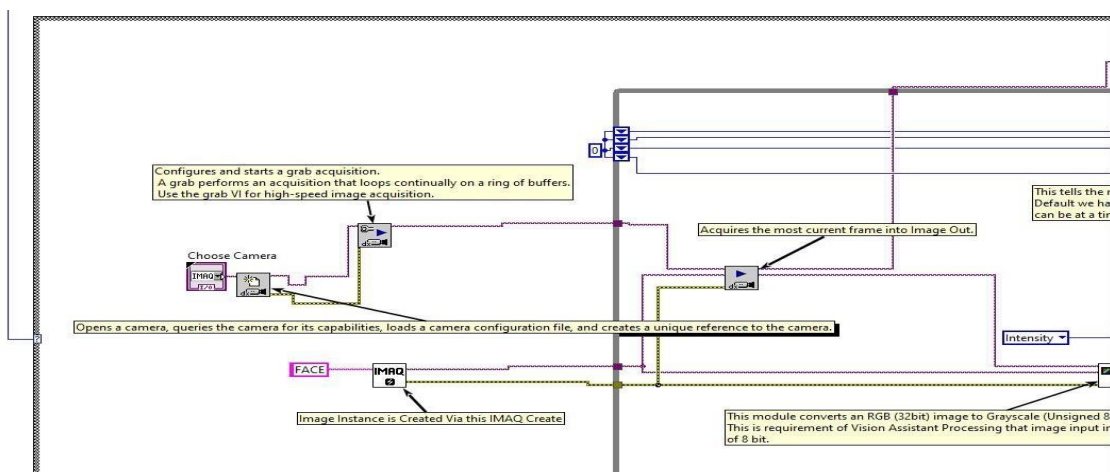 Configures and starts a grab acquisition.
A grab performs an acquisition that loops continually on a ring of buffers.
Use the grab VI for high-speed image acquisition.
0
This tells the
Default we ha
can be at a tir
Acquires the most current frame into Image Out.
Choose Camera
IMAQ
I/O
Opens a camera, queries the camera for its capabilities, loads a camera configuration file, and creates a unique reference to the camera.
?
Intensity
FACE
IMAQ
Image Instance is Created Via this IMAQ Create
This module converts an RGB (32bit) image to Grayscale (Unsigned 8
This is requirement of Vision Assistant Processing that image input in
of 8 bit.